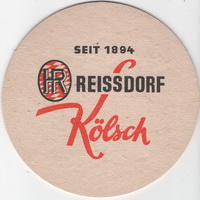 SEIT 1894
HR REISSDORF
Kölsch